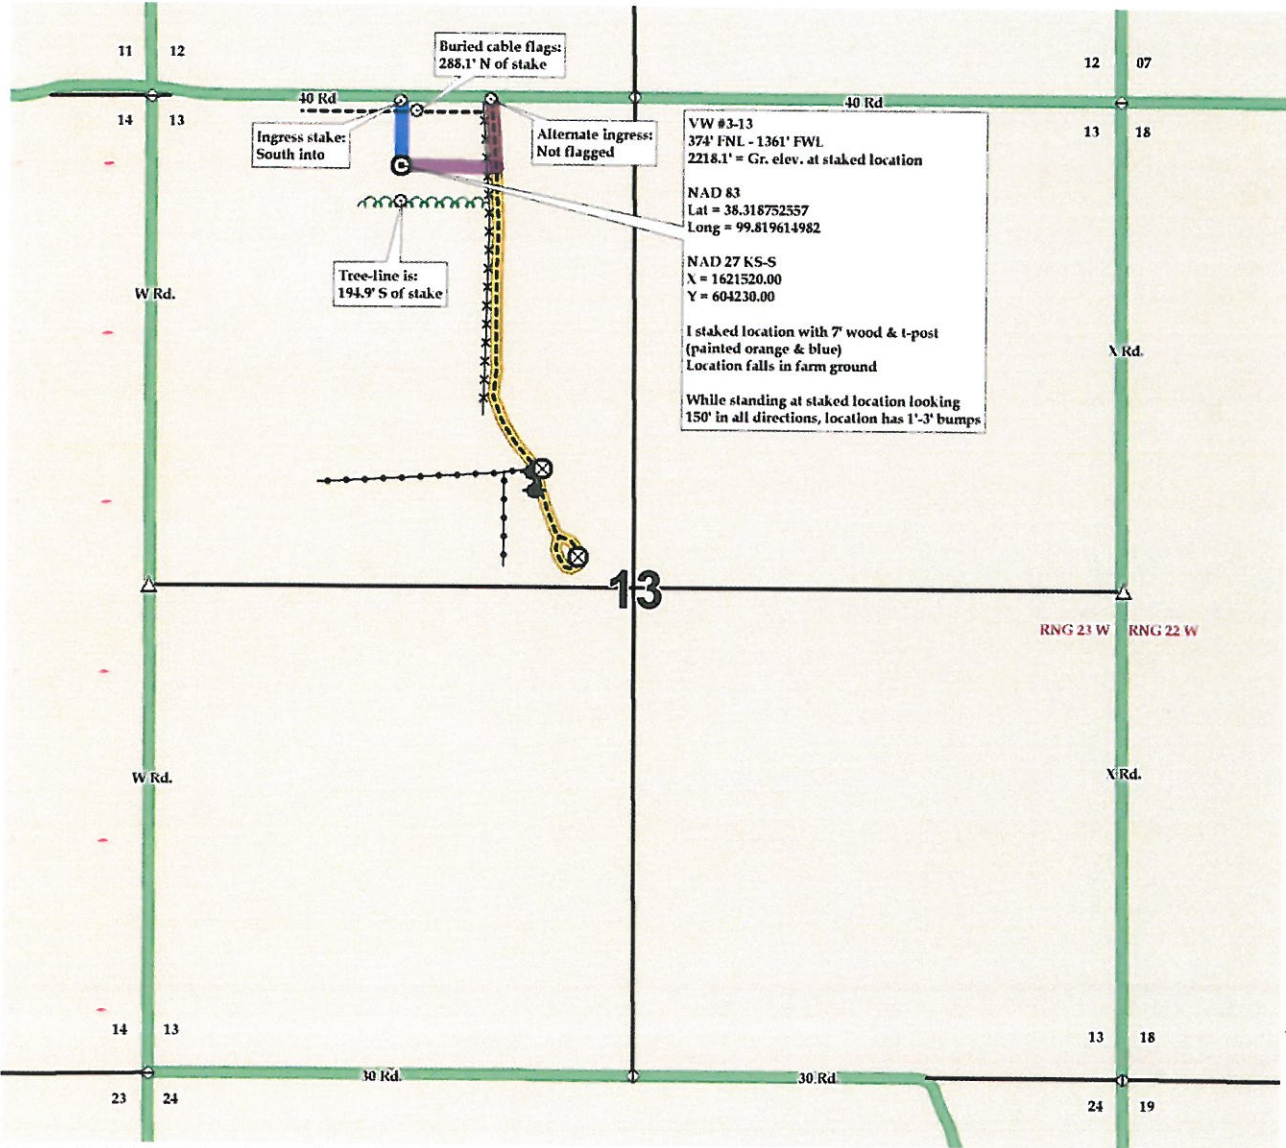 11 12
Buried cable flags:
288.1' N of stake
12 07
40 Rd
40 Rd
14 13
Ingress stake:
South into
Alternate ingress:
Not flagged
13 18
VW #3-13
374' FNL - 1361' FWL
2218.1' = Gr. elev. at staked location
NAD 83
Lat = 38.318752557
Long = 99.819614982
NAD 27 KS-S
X = 1621520.00
Y = 604230.00
I staked location with 7' wood & t-post
(painted orange & blue)
Location falls in farm ground
While standing at staked location looking
150' in all directions, location has 1'-3' bumps
Tree-line is:
194.9' S of stake
W Rd.
X Rd.
13
RNG 23 W RNG 22 W
W Rd.
X Rd.
14 13
13 18
30 Rd.
30 Rd
23 24
24 19